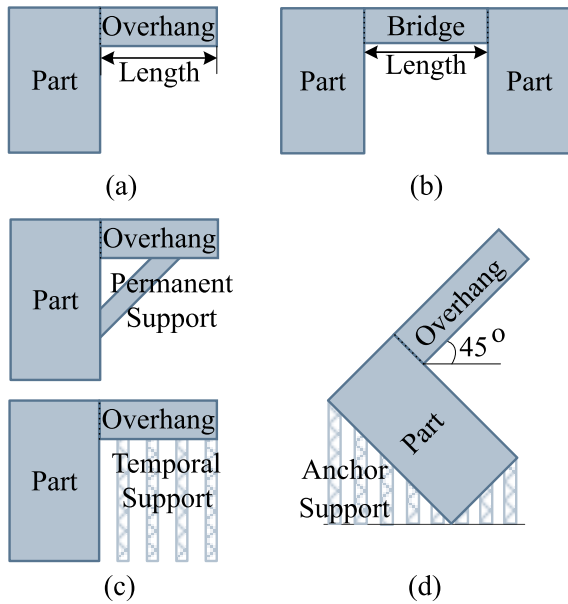 Overhang
Part
Length
(a)
Bridge
Part
Length
Part
(b)
Overhang
Part
Permanent
Support
Overhang
Part
Temporal
Support
(c)
Overhang
45°
Part
Anchor
Support
(d)